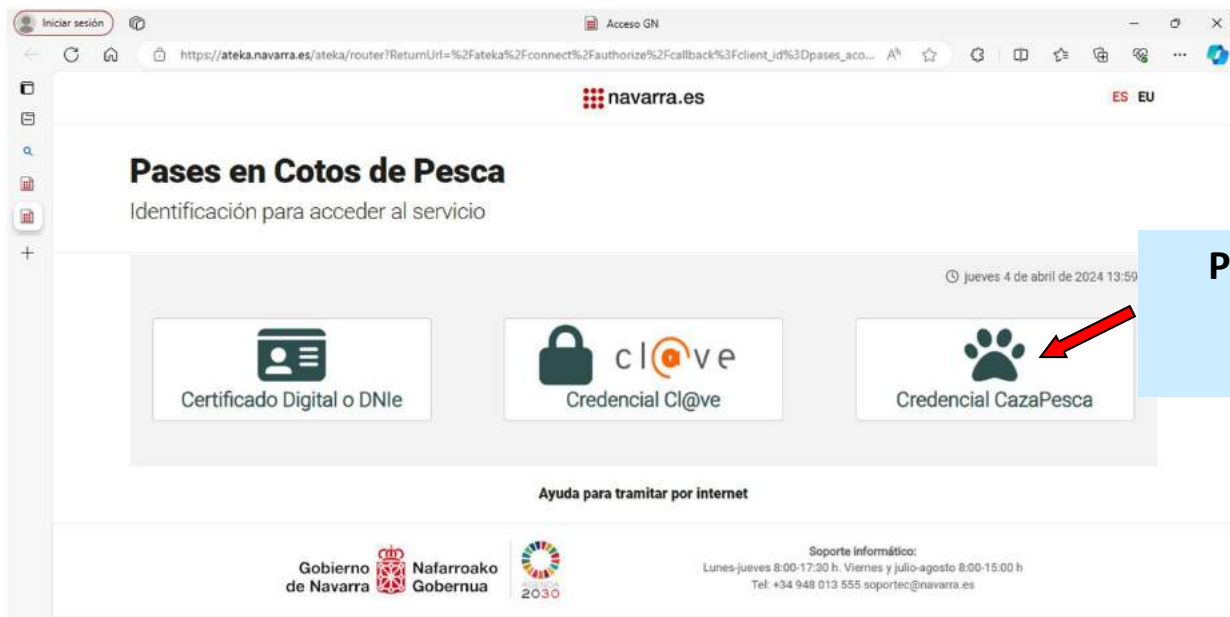 Iniciar sesión
Acceso GN
https://ateka.navarra.es/ateka/router?ReturnUrl=%2Fateka%2Fconnect%2Fauthorize%2Fcallback%3Fclient_id%3Dpases_aco...
navarra.es
ES EU
Pases en Cotos de Pesca
Identificación para acceder al servicio
P
jueves 4 de abril de 2024 13:59
cl@ve
Certificado Digital o DNIe
Credencial Cl@ve
Credencial CazaPesca
Ayuda para tramitar por internet
Gobierno de Navarra
Nafarroako Gobernua
AGENDA
2030
Soporte informático:
Lunes-jueves 8:00-17:30 h. Viernes y julio-agosto 8:00-15:00 h
Tel: +34 948 013 555 soportec@navarra.es